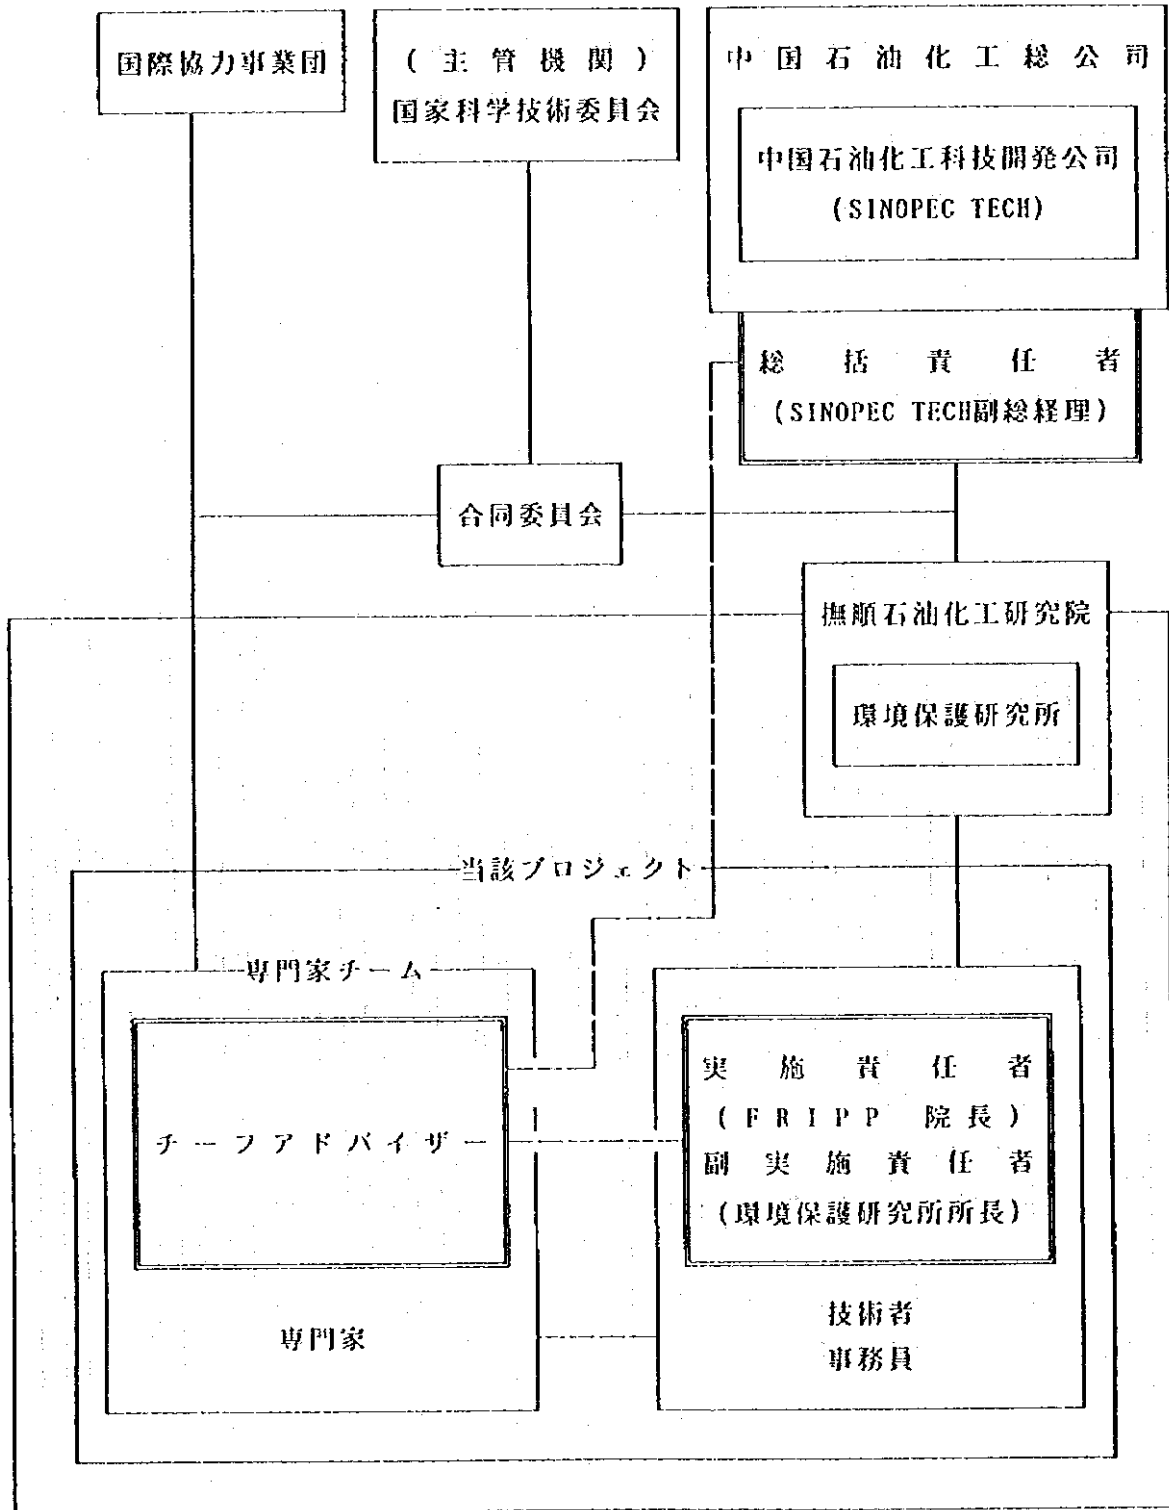 国際協力事業団
(主管機関)
国家科学技術委員会
中国石油化工総公司
中国石油化工科技開発公司
(SINOPEC TECH)
総括責任者
(SINOPEC TECH副総経理)
合同委員会
撫順石油化工研究院
環境保護研究所
当該プロジェクト
専門家チーム
チーフアドバイザー
専門家
実施責任者
(FRIPP 院長)
副実施責任者
(環境保護研究所所長)
技術者
事務員